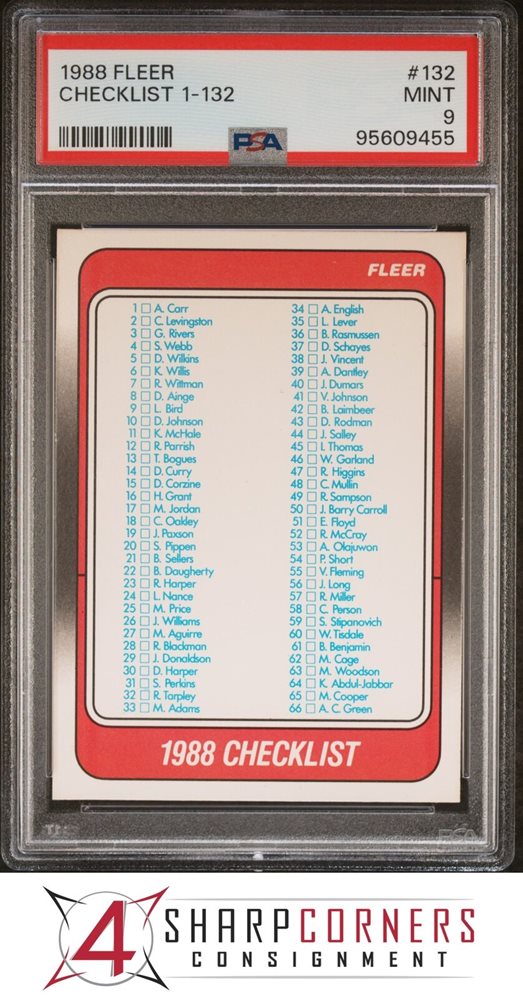 1988 FLEER #132
CHECKLIST 1-132 MINT
9
PSA 95609455
FLEER
1 A. Carr
2 C. Levingston
3 G. Rivers
4 S. Webb
5 D. Wilkins
6 K. Willis
7 R. Wittman
8 D. Ainge
9 L. Bird
10 D. Johnson
11 K. McHale
12 R. Parrish
13 T. Bogues
14 D. Curry
15 D. Corzine
16 H. Grant
17 M. Jordan
18 C. Oakley
19 J. Paxson
20 S. Pippen
21 B. Sellers
22 B. Daugherty
23 R. Harper
24 L. Nance
25 M. Price
26 J. Williams
27 M. Aguirre
28 R. Blackman
29 J. Donaldson
30 D. Harper
31 S. Perkins
32 R. Tarpley
33 M. Adams
34 A. English
35 L. Lever
36 B. Rasmussen
37 D. Schayes
38 J. Vincent
39 A. Dantley
40 J. Dumars
41 V. Johnson
42 B. Laimbeer
43 D. Rodman
44 J. Salley
45 I. Thomas
46 W. Garland
47 R. Higgins
48 C. Mullin
49 R. Sampson
50 J. Barry Carroll
51 E. Floyd
52 R. McCray
53 A. Olajuwon
54 P. Short
55 V. Fleming
56 J. Long
57 R. Miller
58 C. Person
59 S. Stipanovich
60 W. Tisdale
61 B. Benjamin
62 M. Cage
63 M. Woodson
64 K. Abdul-Jabbar
65 M. Cooper
66 A. C. Green
1988 CHECKLIST
PSA
4 SHARPCORNERS
CONSIGNMENT